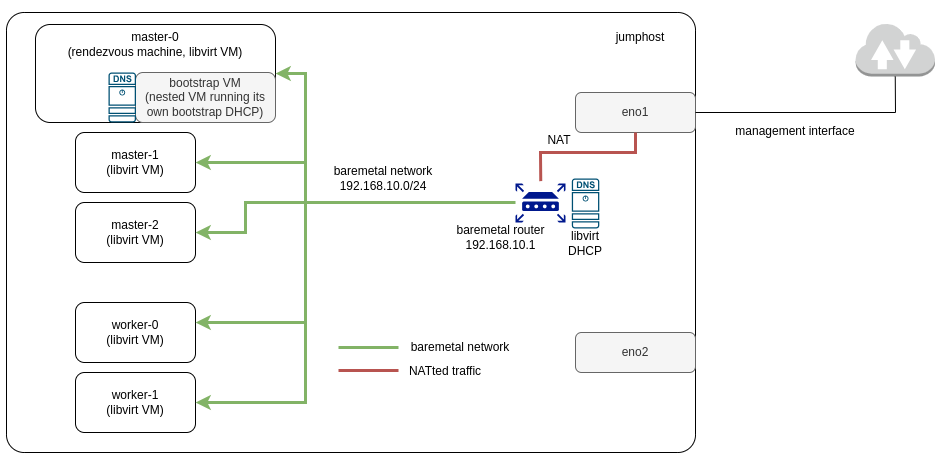 master-0
(rendezvous machine, libvirt VM)
jumphost
DNS
bootstrap VM
(nested VM running its
own bootstrap DHCP)
eno1
management interface
NAT
master-1
(libvirt VM)
baremetal network
192.168.10.0/24
DNS
master-2
(libvirt VM)
baremetal router
192.168.10.1
libvirt
DHCP
worker-0
(libvirt VM)
baremetal network
NATted traffic
eno2
worker-1
(libvirt VM)